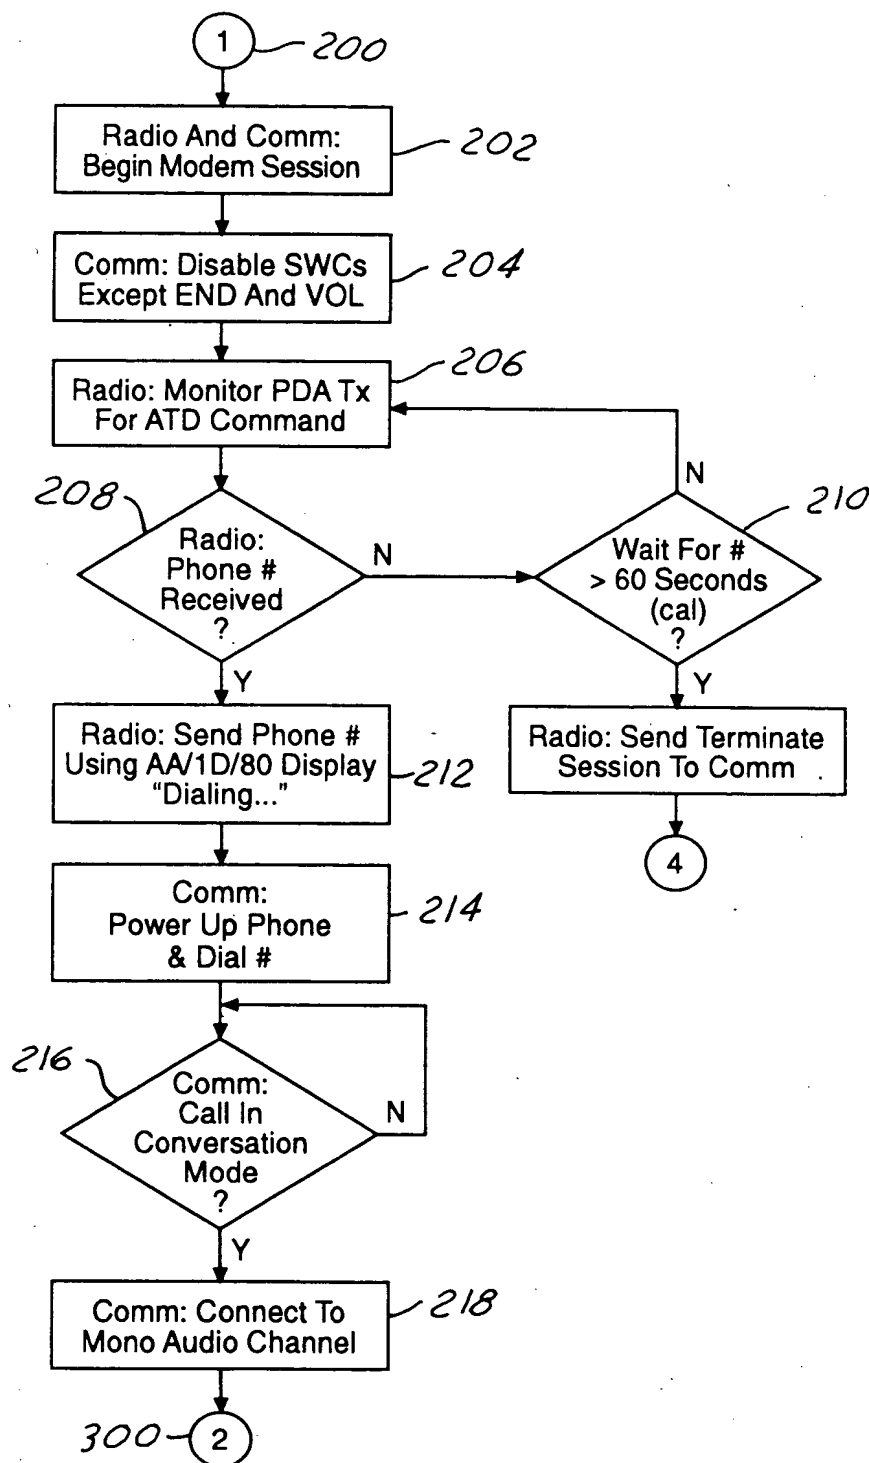 1
200
Radio And Comm:
Begin Modem Session
202
Comm: Disable SWCs
Except END And VOL
204
Radio: Monitor PDA Tx
For ATD Command
206
208
Radio:
Phone #
Received
?
N
Y
210
N
Wait For #
> 60 Seconds
(cal)
?
Y
Radio: Send Phone #
Using AA/1D/80 Display
"Dialing..."
212
Radio: Send Terminate
Session To Comm
4
Comm:
Power Up Phone
& Dial #
214
216
Comm:
Call In
Conversation
Mode
?
N
Y
Comm: Connect To
Mono Audio Channel
218
300
2